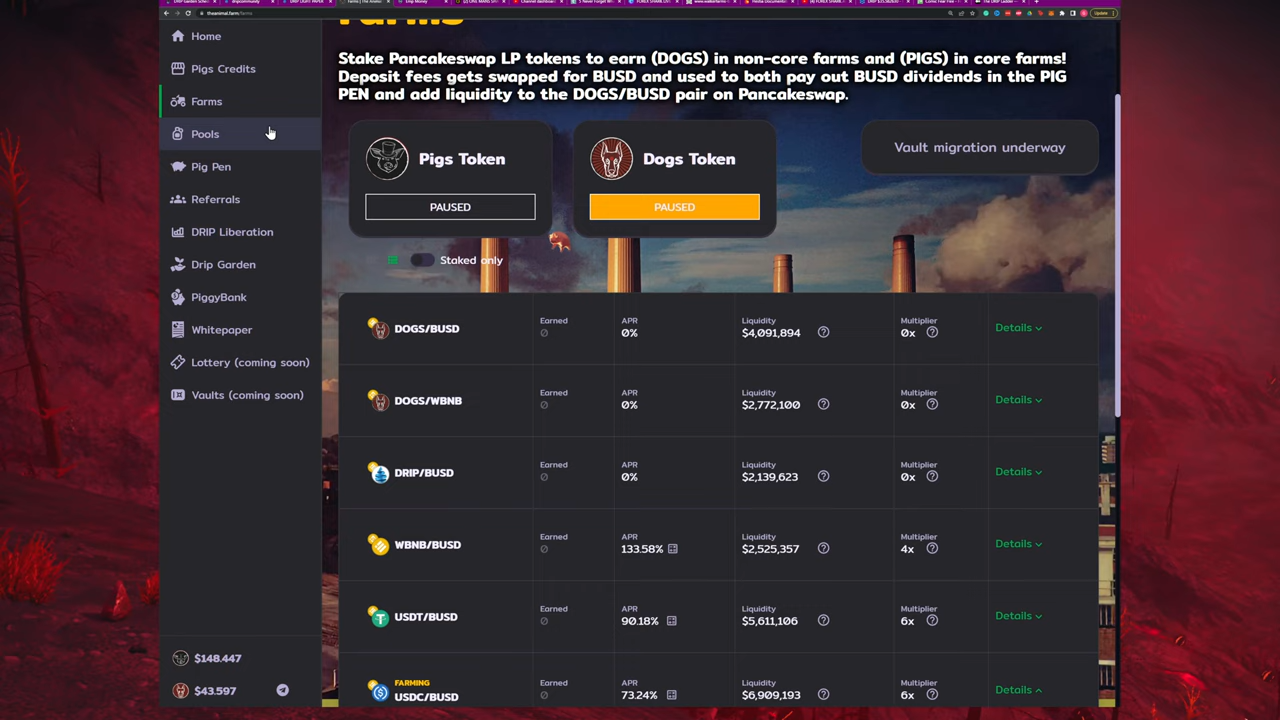 theanimal.farm/farms
Update
Home
Pigs Credits
Farms
Pools
Pig Pen
Referrals
DRIP Liberation
Drip Garden
PiggyBank
Whitepaper
Lottery (coming soon)
Vaults (coming soon)
$148.447
$43.597
Farms
Stake Pancakeswap LP tokens to earn (DOGS) in non-core farms and (PIGS) in core farms!
Deposit fees gets swapped for BUSD and used to both pay out BUSD dividends in the PIG
PEN and add liquidity to the DOGS/BUSD pair on Pancakeswap.
Pigs Token
PAUSED
Dogs Token
PAUSED
Vault migration underway
Staked only
DOGS/BUSD Earned 0 APR 0% Liquidity $4,091,894 Multiplier 0x Details
DOGS/WBNB Earned 0 APR 0% Liquidity $2,772,100 Multiplier 0x Details
DRIP/BUSD Earned 0 APR 0% Liquidity $2,139,623 Multiplier 0x Details
WBNB/BUSD Earned 0 APR 133.58% Liquidity $2,525,357 Multiplier 4x Details
USDT/BUSD Earned 0 APR 90.18% Liquidity $5,611,106 Multiplier 6x Details
FARMING
USDC/BUSD Earned 0 APR 73.24% Liquidity $6,909,193 Multiplier 6x Details